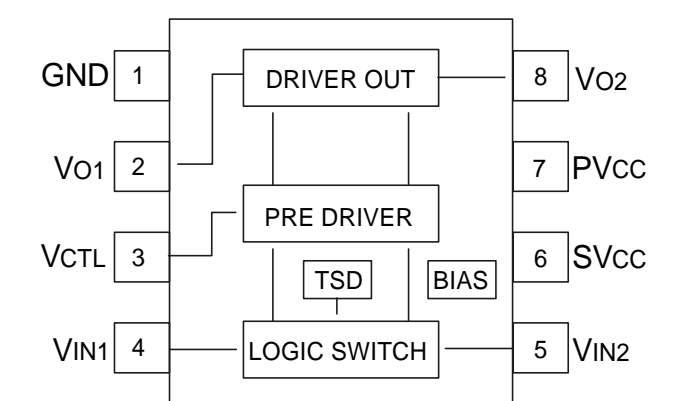 GND 1 DRIVER OUT 8 VO2
VO1 2 7 PVCC
VCTL 3 PRE DRIVER 6 SVCC
TSD BIAS
VIN1 4 LOGIC SWITCH 5 VIN2